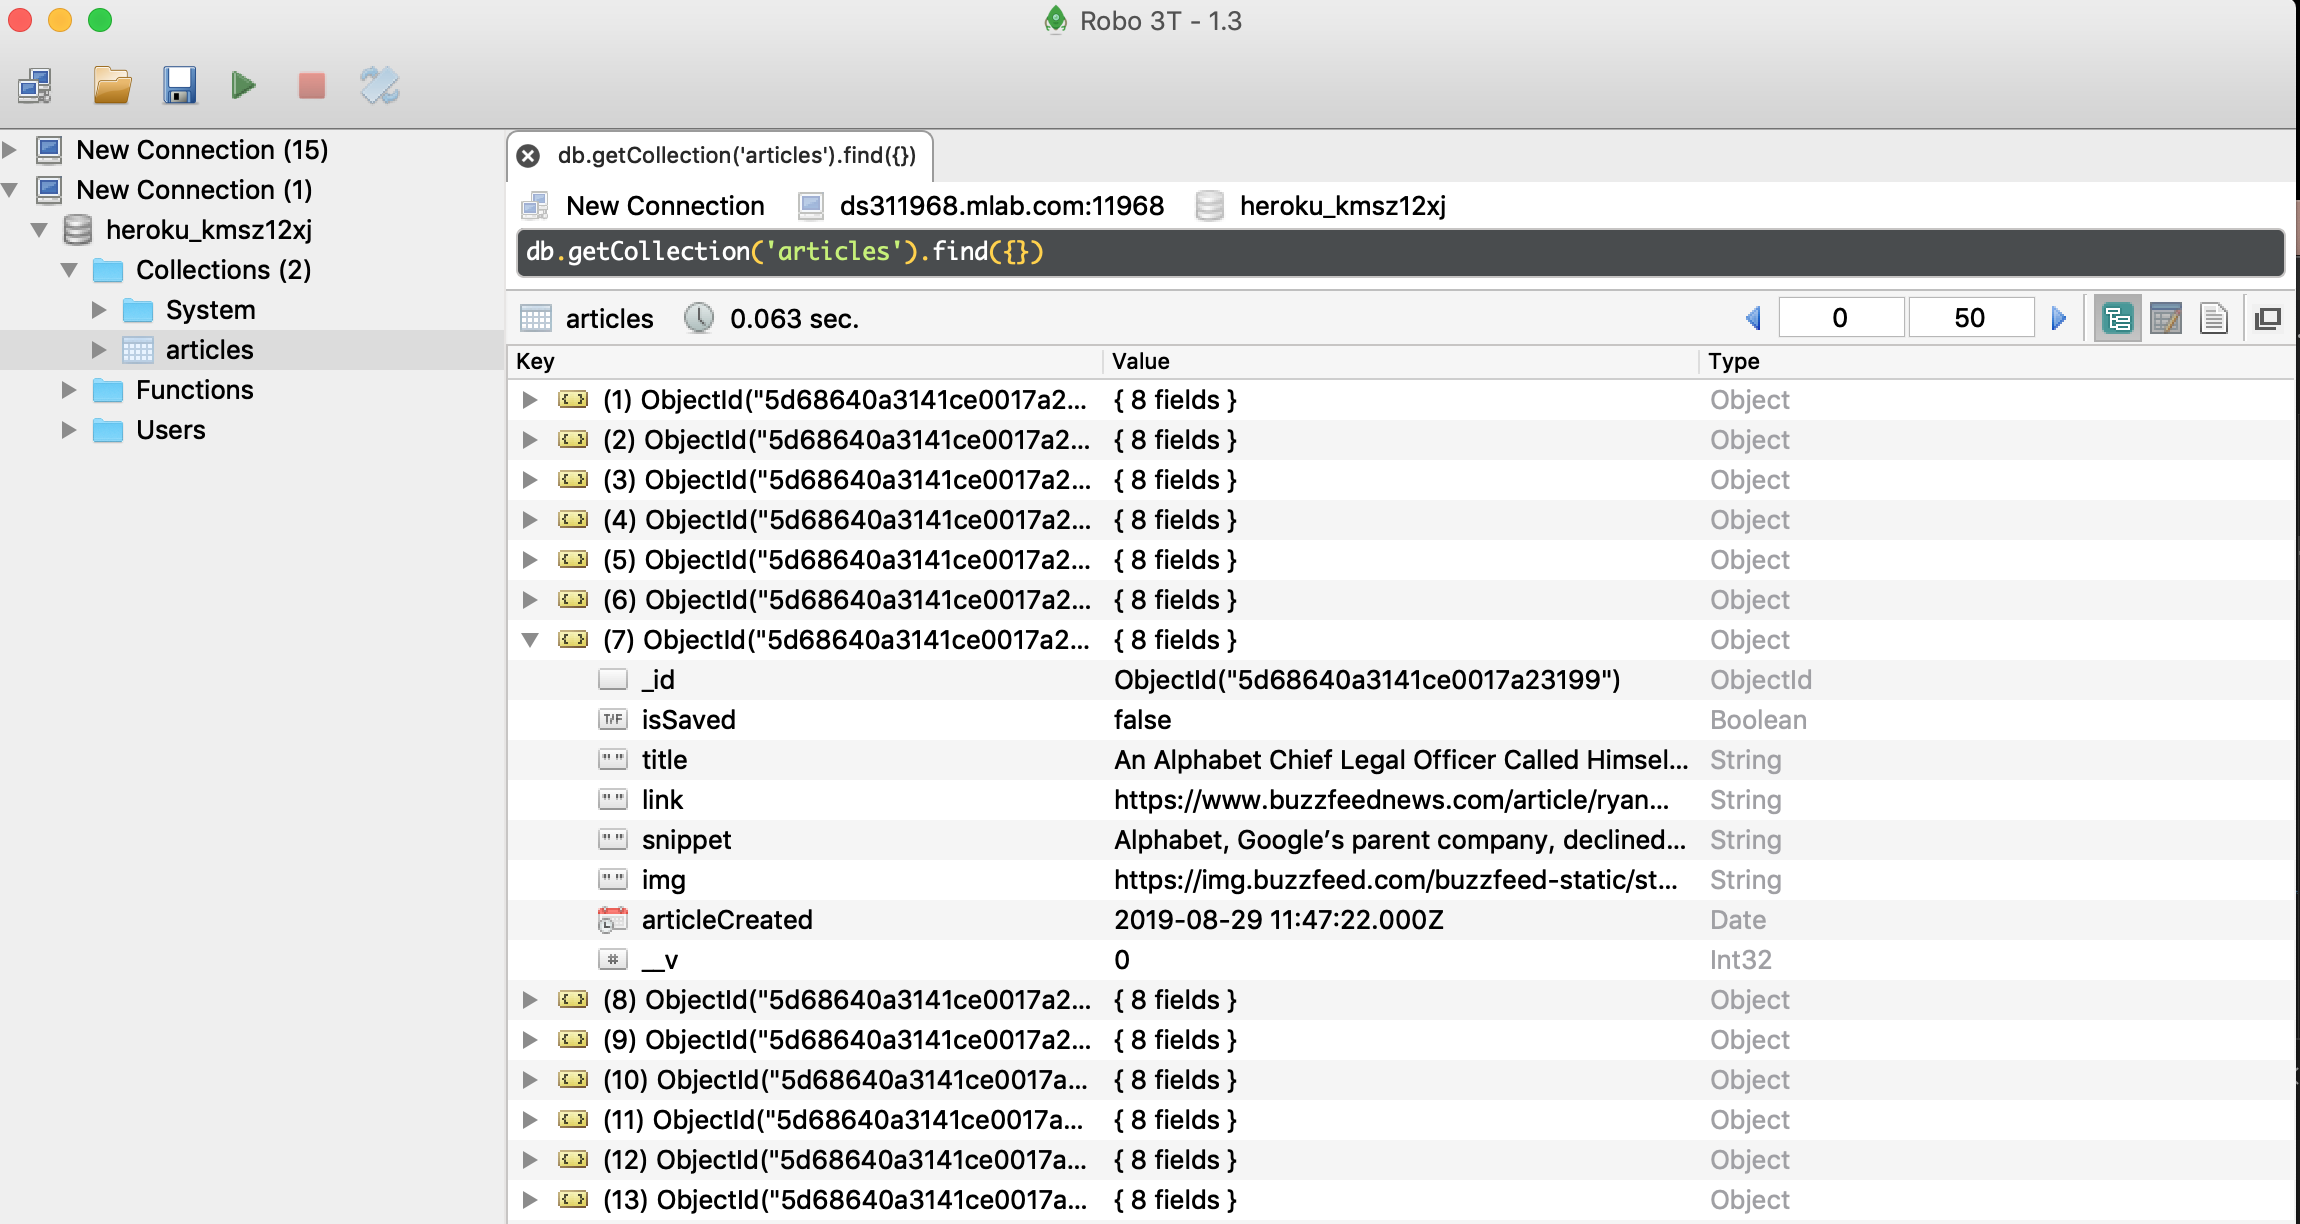 Robo 3T - 1.3
New Connection (15)
New Connection (1)
heroku_kmsz12xj
Collections (2)
System
articles
Functions
Users
db.getCollection('articles').find({})
New Connection ds311968.mlab.com:11968 heroku_kmsz12xj
db.getCollection('articles').find({})
articles 0.063 sec. 0 50
Key Value Type
(1) ObjectId("5d68640a3141ce0017a2... { 8 fields } Object
(2) ObjectId("5d68640a3141ce0017a2... { 8 fields } Object
(3) ObjectId("5d68640a3141ce0017a2... { 8 fields } Object
(4) ObjectId("5d68640a3141ce0017a2... { 8 fields } Object
(5) ObjectId("5d68640a3141ce0017a2... { 8 fields } Object
(6) ObjectId("5d68640a3141ce0017a2... { 8 fields } Object
(7) ObjectId("5d68640a3141ce0017a2... { 8 fields } Object
_id ObjectId("5d68640a3141ce0017a23199") ObjectId
T/F isSaved false Boolean
"" title An Alphabet Chief Legal Officer Called Himsel... String
"" link https://www.buzzfeednews.com/article/ryan... String
"" snippet Alphabet, Google’s parent company, declined... String
"" img https://img.buzzfeed.com/buzzfeed-static/st... String
articleCreated 2019-08-29 11:47:22.000Z Date
# __v 0 Int32
(8) ObjectId("5d68640a3141ce0017a2... { 8 fields } Object
(9) ObjectId("5d68640a3141ce0017a2... { 8 fields } Object
(10) ObjectId("5d68640a3141ce0017a... { 8 fields } Object
(11) ObjectId("5d68640a3141ce0017a... { 8 fields } Object
(12) ObjectId("5d68640a3141ce0017a... { 8 fields } Object
(13) ObjectId("5d68640a3141ce0017a... { 8 fields } Object